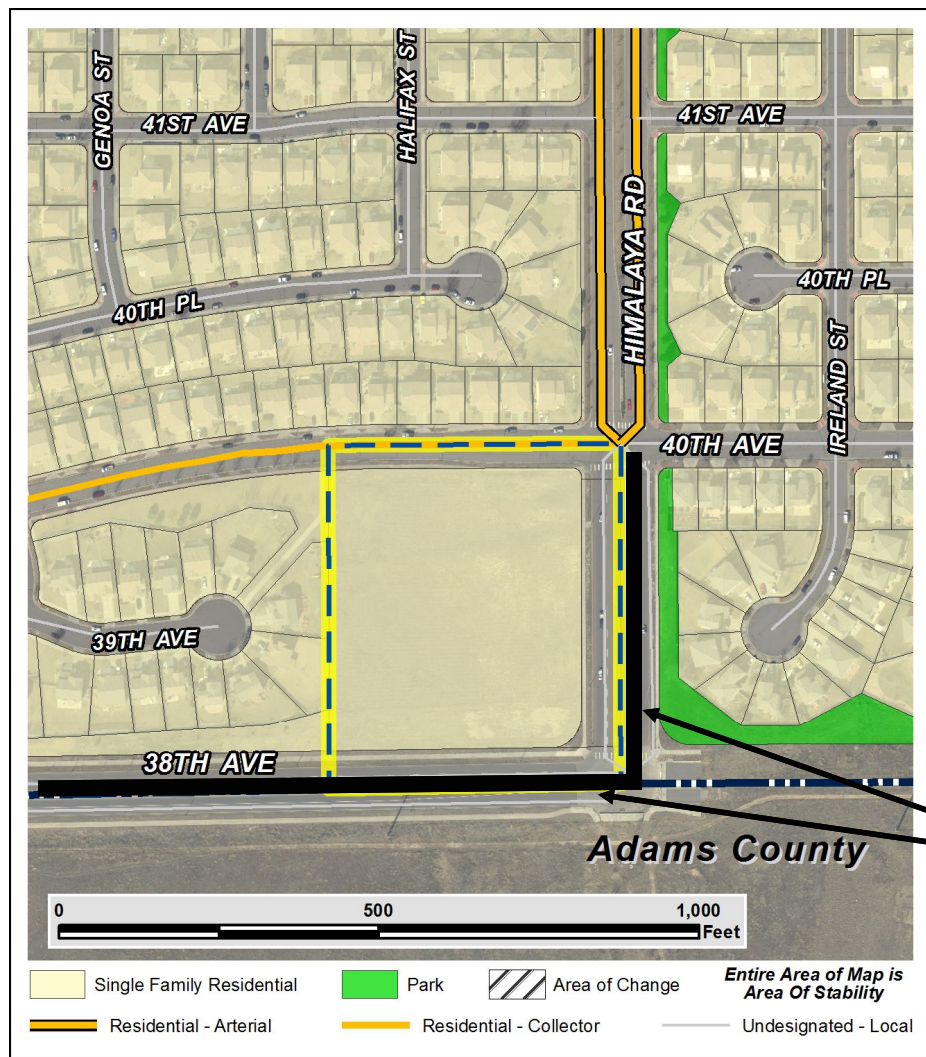 GENOA ST
HALIFAX ST
41ST AVE
41ST AVE
HIMALAYA RD
40TH PL
40TH PL
IRELAND ST
40TH AVE
39TH AVE
38TH AVE
Adams County
0 500 1,000
Feet
Single Family Residential
Park
Area of Change
Entire Area of Map is
Area Of Stability
Residential - Arterial
Residential - Collector
Undesignated - Local